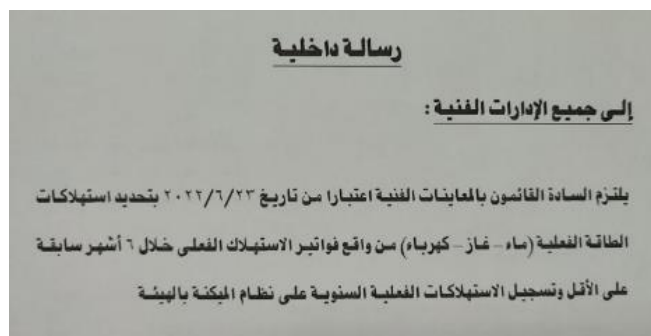 رسالة داخلية
إلى جميع الإدارات الفنية :
يلتزم السادة القائمون بالمعاينات الفنية اعتبارا من تاريخ ٢٠٢٢/٦/٢٣ بتحديد استهلاكات
الطاقة الفعلية (ماء - غاز - كهرباء) من واقع فواتير الاستهلاك الفعلى خلال ٦ أشهر سابقة
على الأقل وتسجيل الاستهلاكات الفعلية السنوية على نظام الميكنة بالهيئة